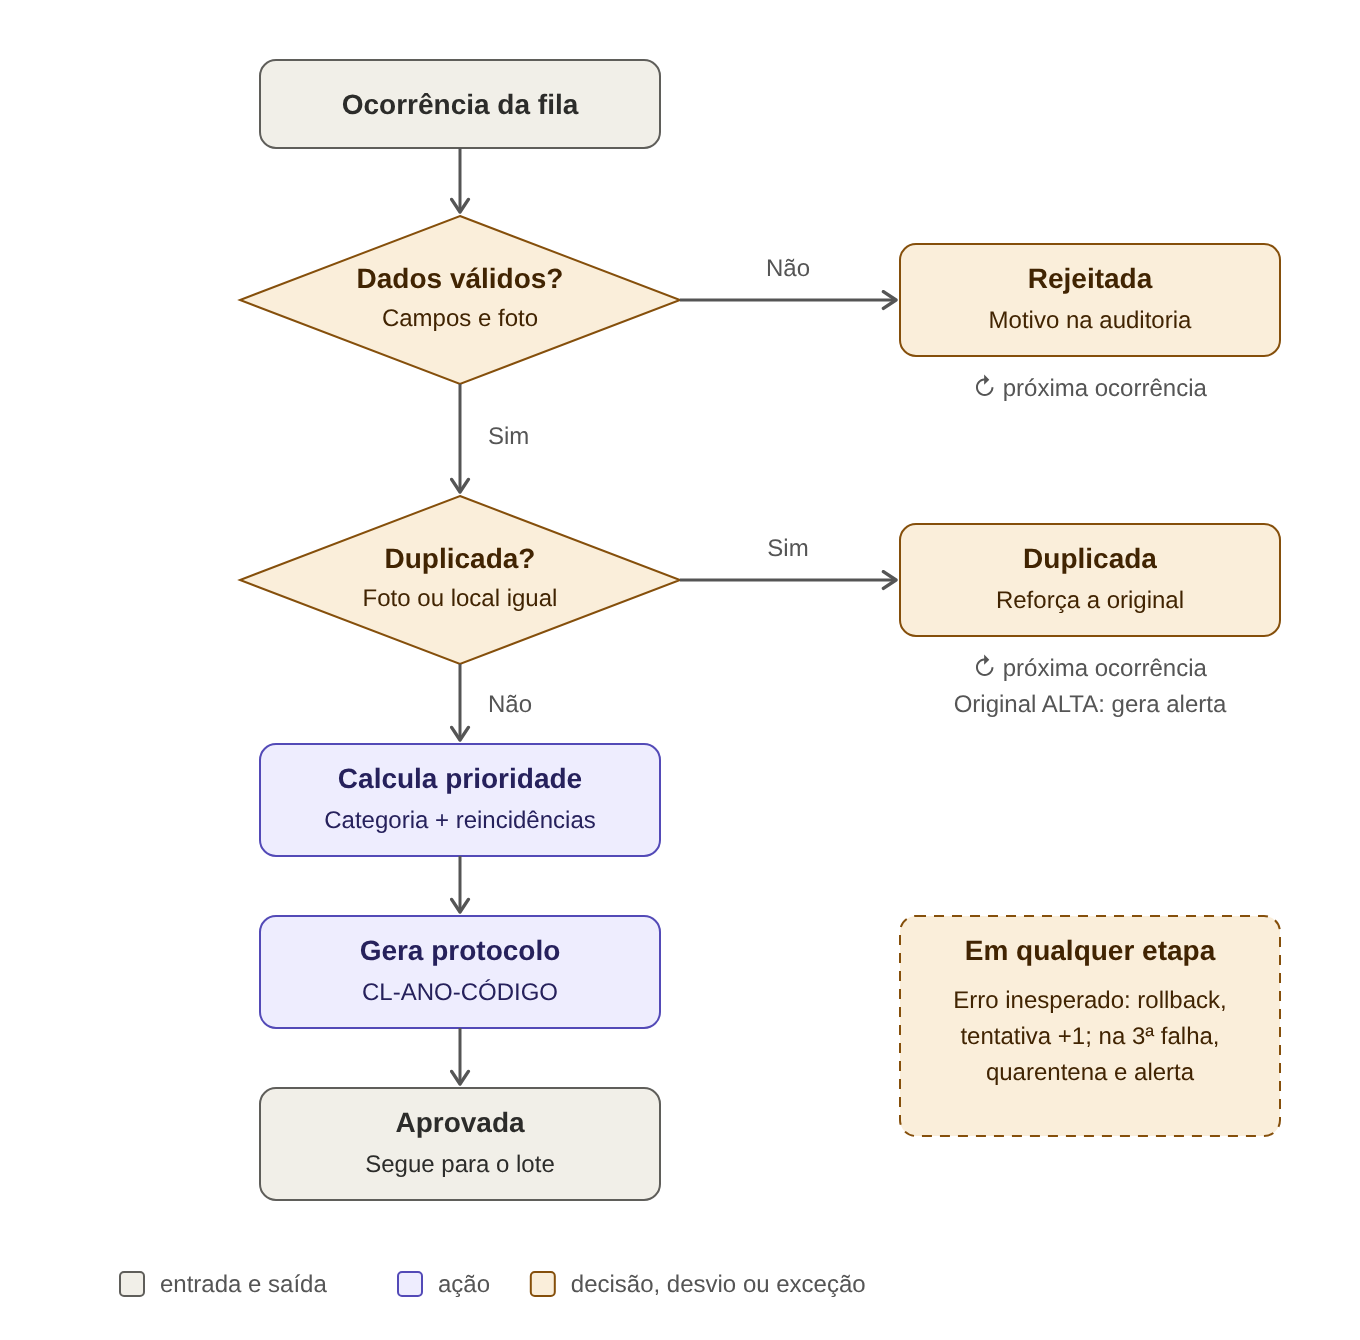 Ocorrência da fila
Dados válidos?
Campos e foto
Não
Rejeitada
Motivo na auditoria
↻ próxima ocorrência
Sim
Duplicada?
Foto ou local igual
Sim
Duplicada
Reforça a original
↻ próxima ocorrência
Original ALTA: gera alerta
Não
Calcula prioridade
Categoria + reincidências
Gera protocolo
CL-ANO-CÓDIGO
Em qualquer etapa
Erro inesperado: rollback,
tentativa +1; na 3ª falha,
quarentena e alerta
Aprovada
Segue para o lote
entrada e saída
ação
decisão, desvio ou exceção